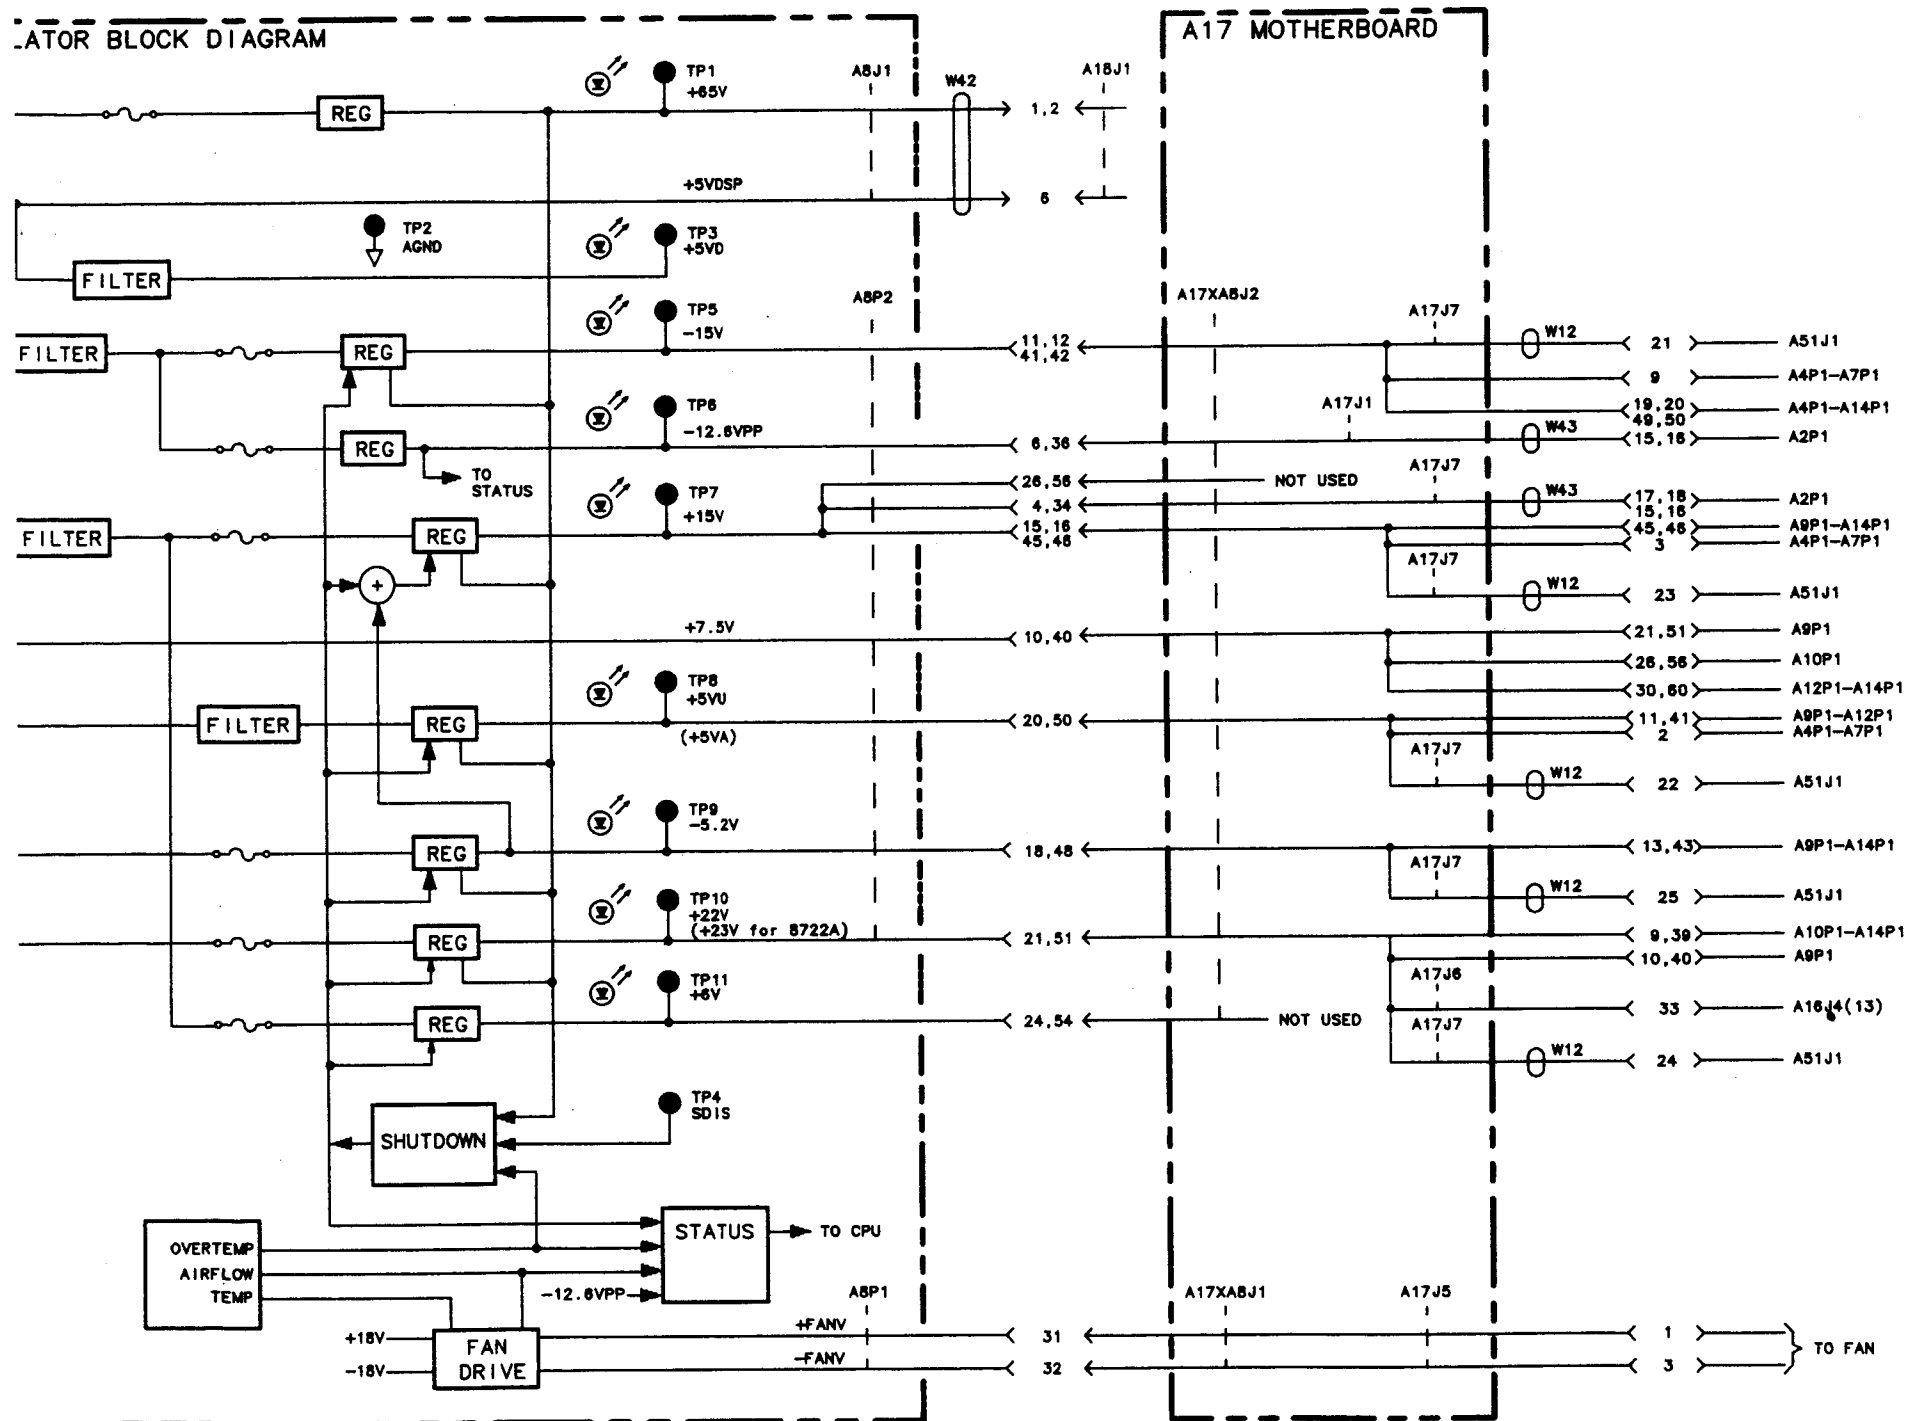 LATOR BLOCK DIAGRAM
A17 MOTHERBOARD
TP1
+65V
A8J1
W42
A18J1
REG
1,2
+5VDSP
6
TP2
AGND
TP3
+5VD
FILTER
A8P2
A17XA8J2
TP5
-15V
A17J7
FILTER
REG
11,12
41,42
W12
21
A51J1
9
A4P1-A7P1
TP6
-12.6VPP
A17J1
19,20
49,50
A4P1-A14P1
REG
6,36
W43
15,16
A2P1
TO
STATUS
26,56
NOT USED
A17J7
TP7
+15V
4,34
W43
17,18
A2P1
FILTER
REG
15,16
45,46
15,16
45,46
A9P1-A14P1
3
A4P1-A7P1
A17J7
+
W12
23
A51J1
+7.5V
10,40
21,51
A9P1
26,56
A10P1
30,60
A12P1-A14P1
TP8
+5VU
(+5VA)
FILTER
REG
20,50
11,41
A9P1-A12P1
2
A4P1-A7P1
A17J7
W12
22
A51J1
TP9
-5.2V
REG
18,48
13,43
A9P1-A14P1
A17J7
W12
25
A51J1
TP10
+22V
(+23V for 8722A)
REG
21,51
9,39
A10P1-A14P1
10,40
A9P1
TP11
+6V
A17J6
33
A16J4(13)
REG
24,54
NOT USED
A17J7
W12
24
A51J1
TP4
SDIS
SHUTDOWN
STATUS
TO CPU
OVERTEMP
AIRFLOW
TEMP
-12.6VPP
A8P1
A17XA8J1
A17J5
+18V
-18V
FAN
DRIVE
+FANV
31
1
-FANV
32
3
TO FAN